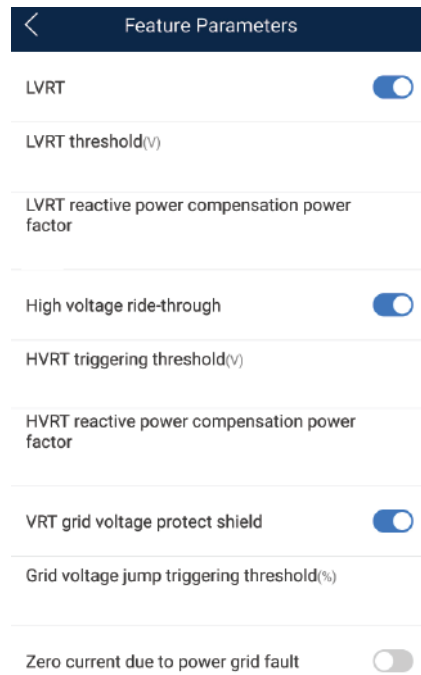 Feature Parameters
LVRT
LVRT threshold(V)
LVRT reactive power compensation power
factor
High voltage ride-through
HVRT triggering threshold(V)
HVRT reactive power compensation power
factor
VRT grid voltage protect shield
Grid voltage jump triggering threshold(%)
Zero current due to power grid fault